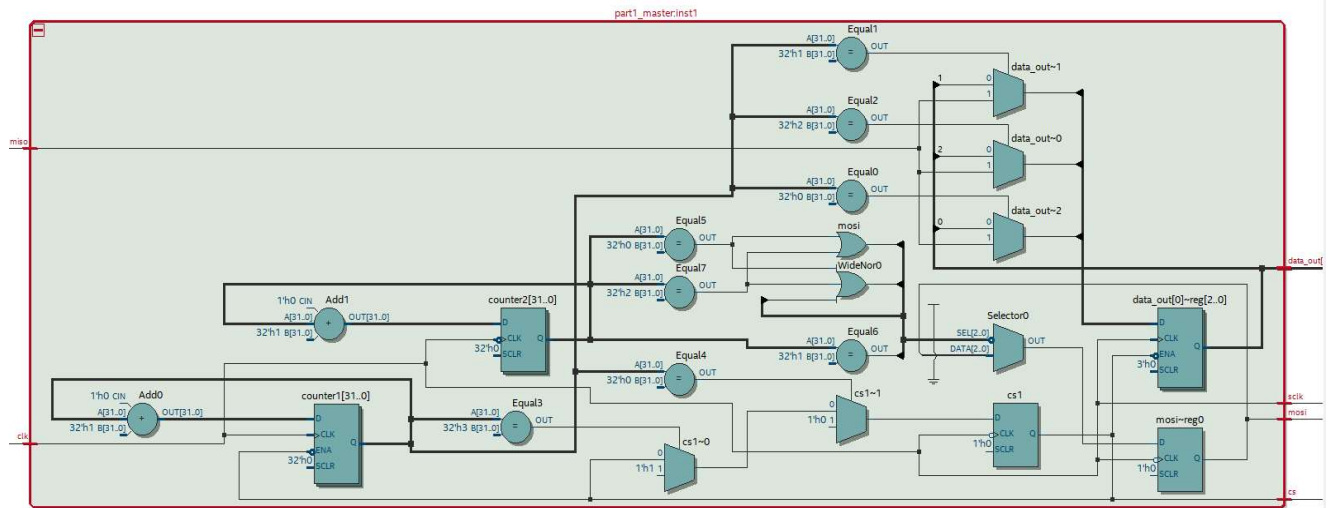 part1_master:inst1
Equal1
A[31..0]
32'h1 B[31..0]
=
OUT
data_out~1
1
0
1
Equal2
A[31..0]
32'h2 B[31..0]
=
OUT
data_out~0
2
0
1
miso
Equal0
A[31..0]
32'h0 B[31..0]
=
OUT
data_out~2
0
0
1
Equal5
A[31..0]
32'h0 B[31..0]
=
OUT
mosi
WideNor0
Equal7
A[31..0]
32'h2 B[31..0]
=
OUT
data_out[
Add1
1'h0 CIN
A[31..0]
32'h1 B[31..0]
+
OUT[31..0]
counter2[31..0]
D
CLK
32'h0
SCLR
Q
Equal6
A[31..0]
32'h1 B[31..0]
=
OUT
Selector0
SEL[2..0]
DATA[2..0]
OUT
data_out[0]~reg[2..0]
D
CLK
ENA
3'h0
SCLR
Q
Equal4
A[31..0]
32'h0 B[31..0]
=
OUT
Add0
1'h0 CIN
A[31..0]
32'h1 B[31..0]
+
OUT[31..0]
counter1[31..0]
D
CLK
ENA
32'h0
SCLR
Q
Equal3
A[31..0]
32'h3 B[31..0]
=
OUT
cs1~0
0
1'h1 1
cs1~1
0
1'h0 1
cs1
D
CLK
1'h0
SCLR
Q
mosi~reg0
D
CLK
1'h0
SCLR
Q
sclk
mosi
clk
cs